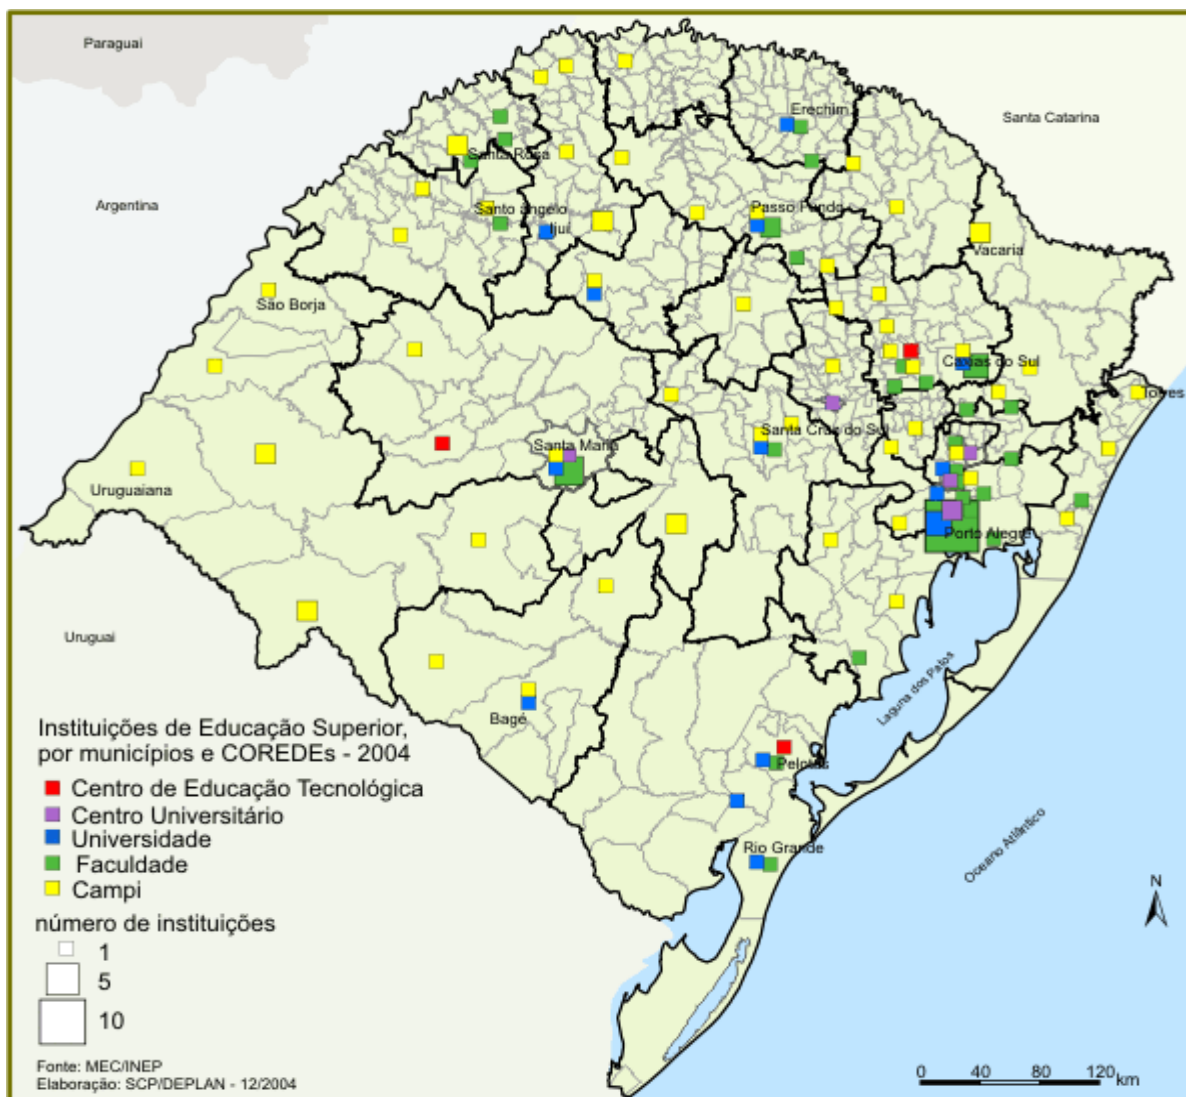 Paraguai
Santa Catarina
Erechim
Santa Rosa
Argentina
Santo ângelo
Passo Fundo
Ijuí
Vacaria
São Borja
Caxias do Sul
Torres
Santa Cruz do Sul
Santa Maria
Uruguaiana
Porto Alegre
Uruguai
Laguna dos Patos
Bagé
Pelotas
Oceano Atlântico
Rio Grande
Instituições de Educação Superior,
por municípios e COREDEs - 2004
Centro de Educação Tecnológica
Centro Universitário
Universidade
Faculdade
Campi
número de instituições
1
5
10
Fonte: MEC/INEP
Elaboração: SCP/DEPLAN - 12/2004
N
0 40 80 120 km